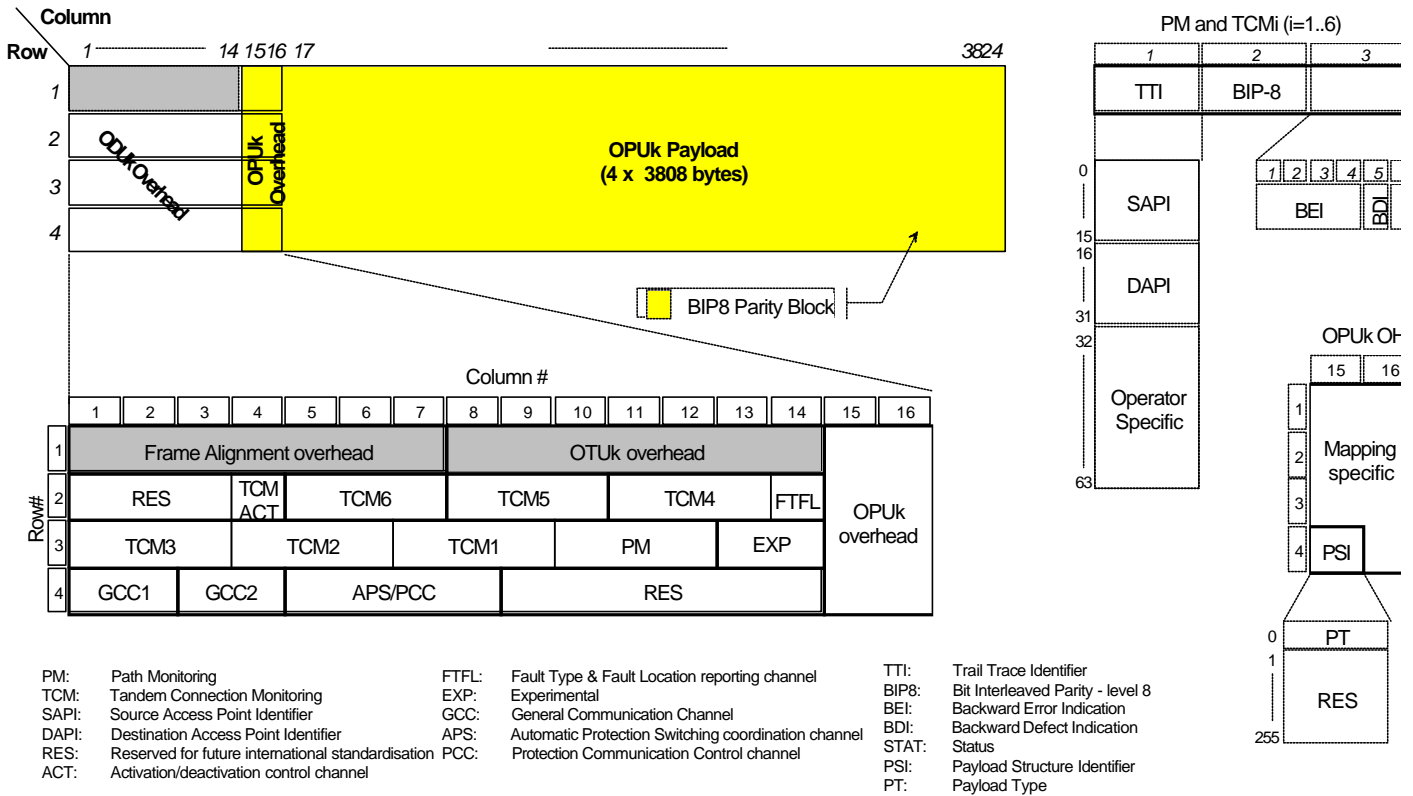 Column
Row 1 14 15 16 17 3824
1
2
3
4
ODUk Overhead
OPUk Overhead
OPUk Payload
(4 x 3808 bytes)
BIP8 Parity Block
PM and TCMi (i=1..6)
1 2 3
TTI BIP-8
0
SAPI
15
16
DAPI
31
32
Operator
Specific
63
1 2 3 4 5
BEI BDI
Column #
1 2 3 4 5 6 7 8 9 10 11 12 13 14 15 16
Row#
1 Frame Alignment overhead OTUk overhead
2 RES TCM ACT TCM6 TCM5 TCM4 FTFL
3 TCM3 TCM2 TCM1 PM EXP
4 GCC1 GCC2 APS/PCC RES
OPUk
overhead
OPUk OH
15 16
1
2
3
4
Mapping
specific
PSI
0 PT
1
RES
255
PM: Path Monitoring
TCM: Tandem Connection Monitoring
SAPI: Source Access Point Identifier
DAPI: Destination Access Point Identifier
RES: Reserved for future international standardisation
ACT: Activation/deactivation control channel
FTFL: Fault Type & Fault Location reporting channel
EXP: Experimental
GCC: General Communication Channel
APS: Automatic Protection Switching coordination channel
PCC: Protection Communication Control channel
TTI: Trail Trace Identifier
BIP8: Bit Interleaved Parity - level 8
BEI: Backward Error Indication
BDI: Backward Defect Indication
STAT: Status
PSI: Payload Structure Identifier
PT: Payload Type